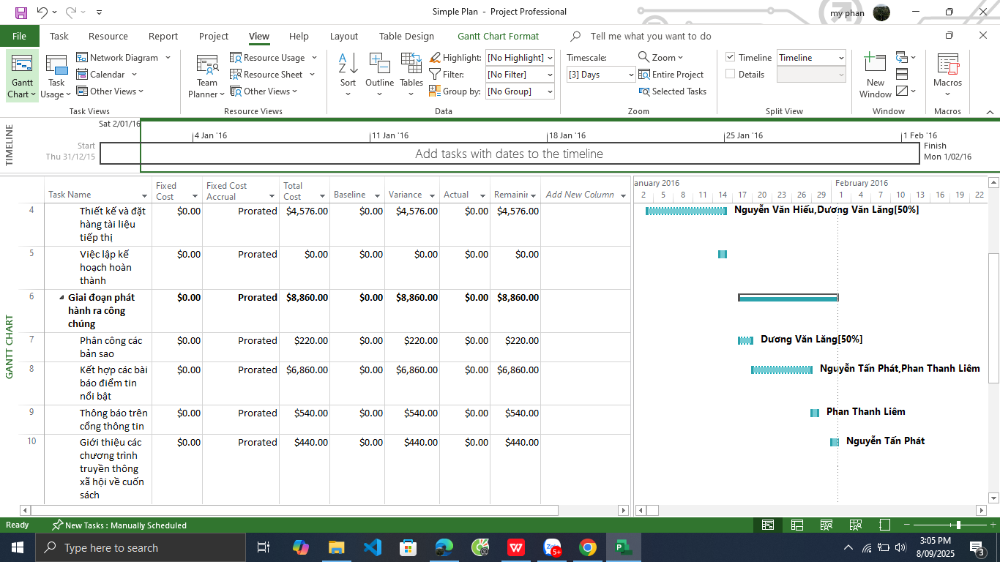 Simple Plan - Project Professional
my phan
File Task Resource Report Project View Help Layout Table Design Gantt Chart Format Tell me what you want to do
Gantt Chart
Task Usage
Network Diagram
Calendar
Other Views
Task Views
Team Planner
Resource Usage
Resource Sheet
Other Views
Resource Views
Sort
Outline
Tables
Highlight: [No Highlight]
Filter: [No Filter]
Group by: [No Group]
Data
Timescale:
[3] Days
Zoom
Entire Project
Selected Tasks
Zoom
Timeline Timeline
Details
Split View
New Window
Window
Macros
Macros
TIMELINE
Sat 2/01/16
4 Jan '16 11 Jan '16 18 Jan '16 25 Jan '16 1 Feb '16
Start
Thu 31/12/15
Add tasks with dates to the timeline
Finish
Mon 1/02/16
GANTT CHART
Task Name Fixed Cost Fixed Cost Accrual Total Cost Baseline Variance Actual Remainir Add New Column
anuary 2016 February 2016
2 5 8 11 14 17 20 23 26 29 1 4 7 10 13 16 19 22
4 Thiết kế và đặt $0.00 Prorated $4,576.00 $0.00 $4,576.00 $0.00 $4,576.00 Nguyễn Văn Hiếu,Dương Văn Lăng[50%]
hàng tài liệu
tiếp thị
5 Việc lập kế $0.00 Prorated $0.00 $0.00 $0.00 $0.00 $0.00
hoạch hoàn
thành
6 Giai đoạn phát $0.00 Prorated $8,860.00 $0.00 $8,860.00 $0.00 $8,860.00
hành ra công
chúng
7 Phân công các $0.00 Prorated $220.00 $0.00 $220.00 $0.00 $220.00 Dương Văn Lăng[50%]
bản sao
8 Kết hợp các bài $0.00 Prorated $6,860.00 $0.00 $6,860.00 $0.00 $6,860.00 Nguyễn Tấn Phát,Phan Thanh Liêm
báo điểm tin
nổi bật
9 Thông báo trên $0.00 Prorated $540.00 $0.00 $540.00 $0.00 $540.00 Phan Thanh Liêm
cổng thông tin
10 Giới thiệu các $0.00 Prorated $440.00 $0.00 $440.00 $0.00 $440.00 Nguyễn Tấn Phát
chương trình
truyền thông
xã hội về cuốn
sách
Ready New Tasks : Manually Scheduled
Type here to search
Zalo
5+
3:05 PM
8/09/2025
3